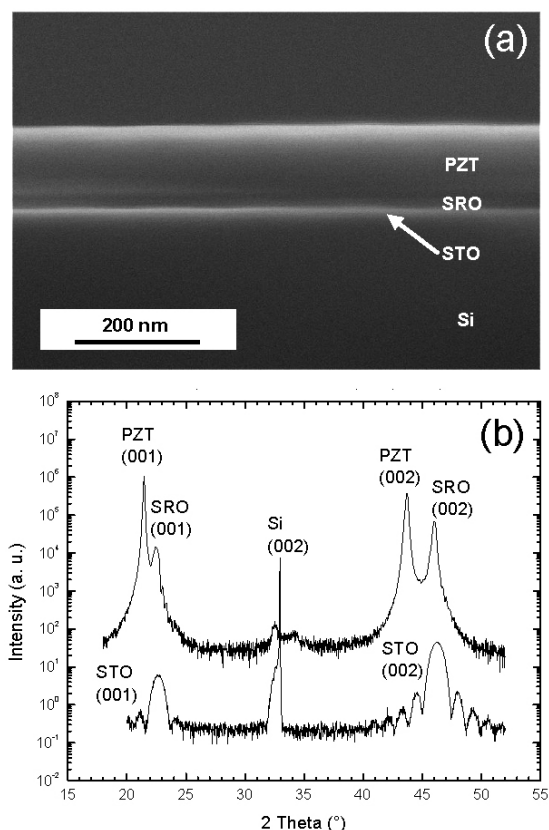 (a)
PZT
SRO
STO
Si
200 nm
(b)
Intensity (a. u.)
10^8
10^7
10^6
10^5
10^4
10^3
10^2
10^1
10^0
10^-1
10^-2
PZT
(001)
SRO
(001)
Si
(002)
PZT
(002)
SRO
(002)
STO
(001)
STO
(002)
15 20 25 30 35 40 45 50 55
2 Theta (°)